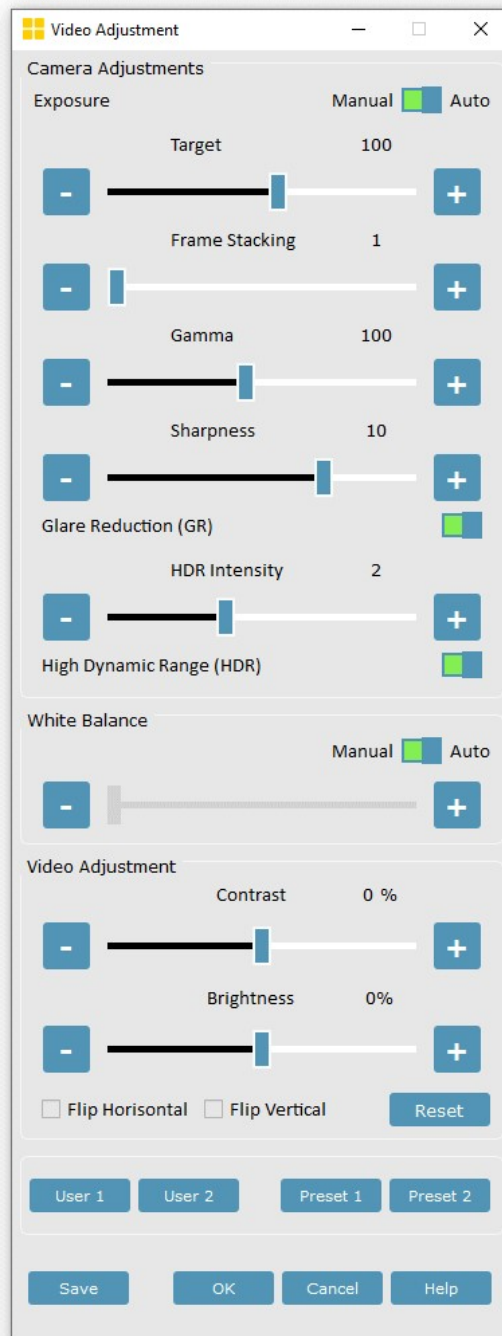 Video Adjustment
Camera Adjustments
Exposure Manual Auto
Target 100
- +
Frame Stacking 1
- +
Gamma 100
- +
Sharpness 10
- +
Glare Reduction (GR)
HDR Intensity 2
- +
High Dynamic Range (HDR)
White Balance
Manual Auto
- +
Video Adjustment
Contrast 0 %
- +
Brightness 0%
- +
Flip Horisontal Flip Vertical Reset
User 1 User 2 Preset 1 Preset 2
Save OK Cancel Help